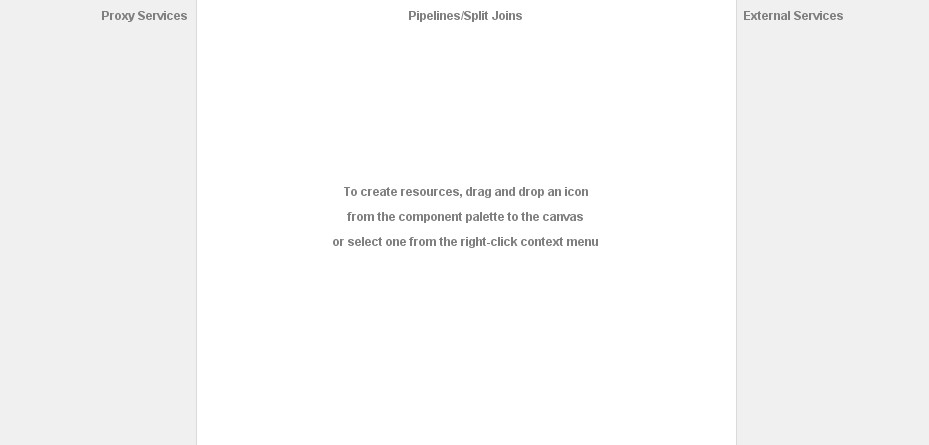 Proxy Services
Pipelines/Split Joins
External Services
To create resources, drag and drop an icon
from the component palette to the canvas
or select one from the right-click context menu